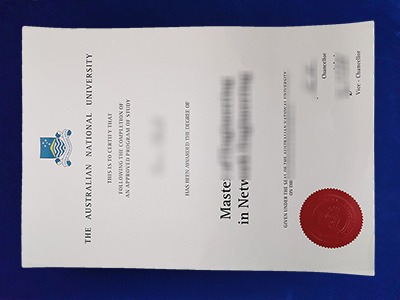 THE AUSTRALIAN NATIONAL UNIVERSITY
THIS IS TO CERTIFY THAT
FOLLOWING THE COMPLETION OF
AN APPROVED PROGRAM OF STUDY
HAS BEEN AWARDED THE DEGREE OF
Maste
in Netw
GIVEN UNDER THE SEAL OF THE AUSTRALIAN NATIONAL UNIVERSITY
ON THE
Chancellor
Vice - Chancellor